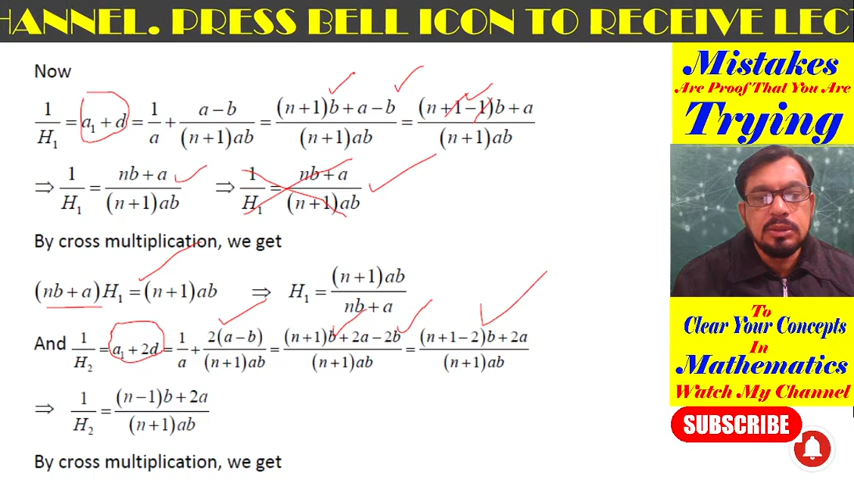 HANNEL. PRESS BELL ICON TO RECEIVE LECT
Now
1/H₁ = a₁ + d = 1/a + (a − b)/((n+1)ab) = ((n+1)b + a − b)/((n+1)ab) = ((n+1−1)b + a)/((n+1)ab)
⇒ 1/H₁ = (nb + a)/((n+1)ab) ⇒ 1/H₁ = (nb + a)/((n+1)ab)
By cross multiplication, we get
(nb + a)H₁ = (n+1)ab ⇒ H₁ = ((n+1)ab)/(nb + a)
And 1/H₂ = a₁ + 2d = 1/a + 2(a − b)/((n+1)ab) = ((n+1)b + 2a − 2b)/((n+1)ab) = ((n+1−2)b + 2a)/((n+1)ab)
⇒ 1/H₂ = ((n−1)b + 2a)/((n+1)ab)
By cross multiplication, we get
Mistakes
Are Proof That You Are
Trying
To
Clear Your Concepts
In
Mathematics
Watch My Channel
SUBSCRIBE